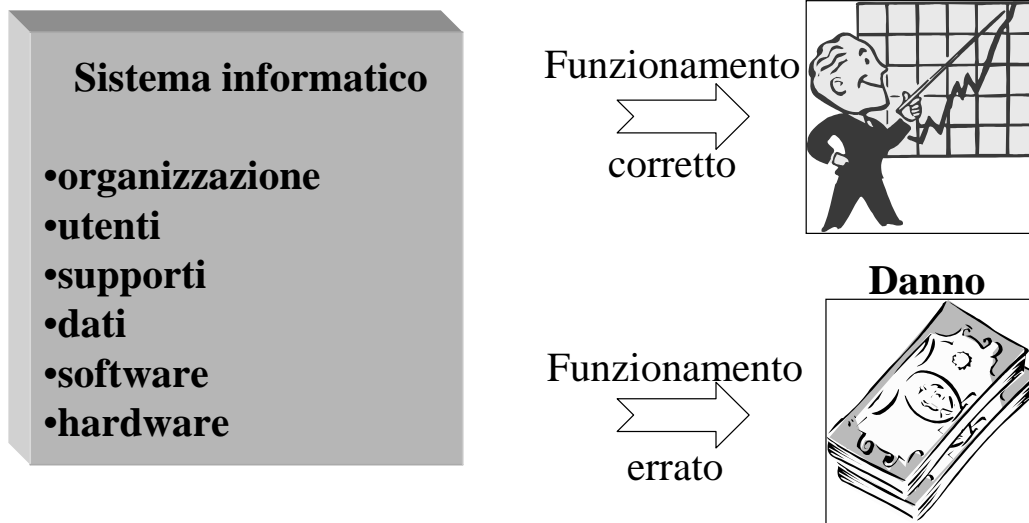 Sistema informatico
•organizzazione
•utenti
•supporti
•dati
•software
•hardware
Funzionamento
corretto
Danno
Funzionamento
errato